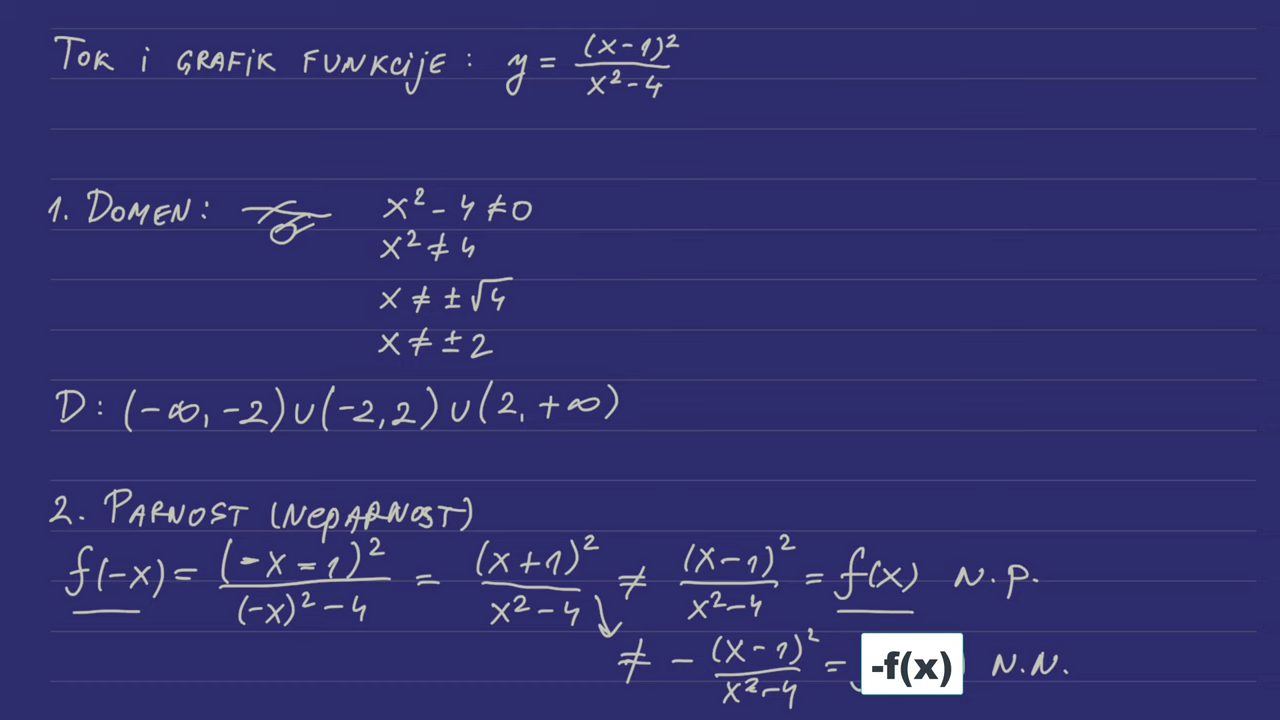 Tok i GRAFiK FUNKCije: y = (x-1)² / x²-4
1. DOMEN: x² - 4 ≠ 0
x² ≠ 4
x ≠ ±√4
x ≠ ±2
D: (-∞, -2) ∪ (-2, 2) ∪ (2, +∞)
2. PARNOST (NepARNOST)
f(-x) = (-x-1)² / (-x)²-4 = (x+1)² / x²-4 ≠ (x-1)² / x²-4 = f(x) N.P.
≠ - (x-1)² / x²-4 = -f(x) N.N.